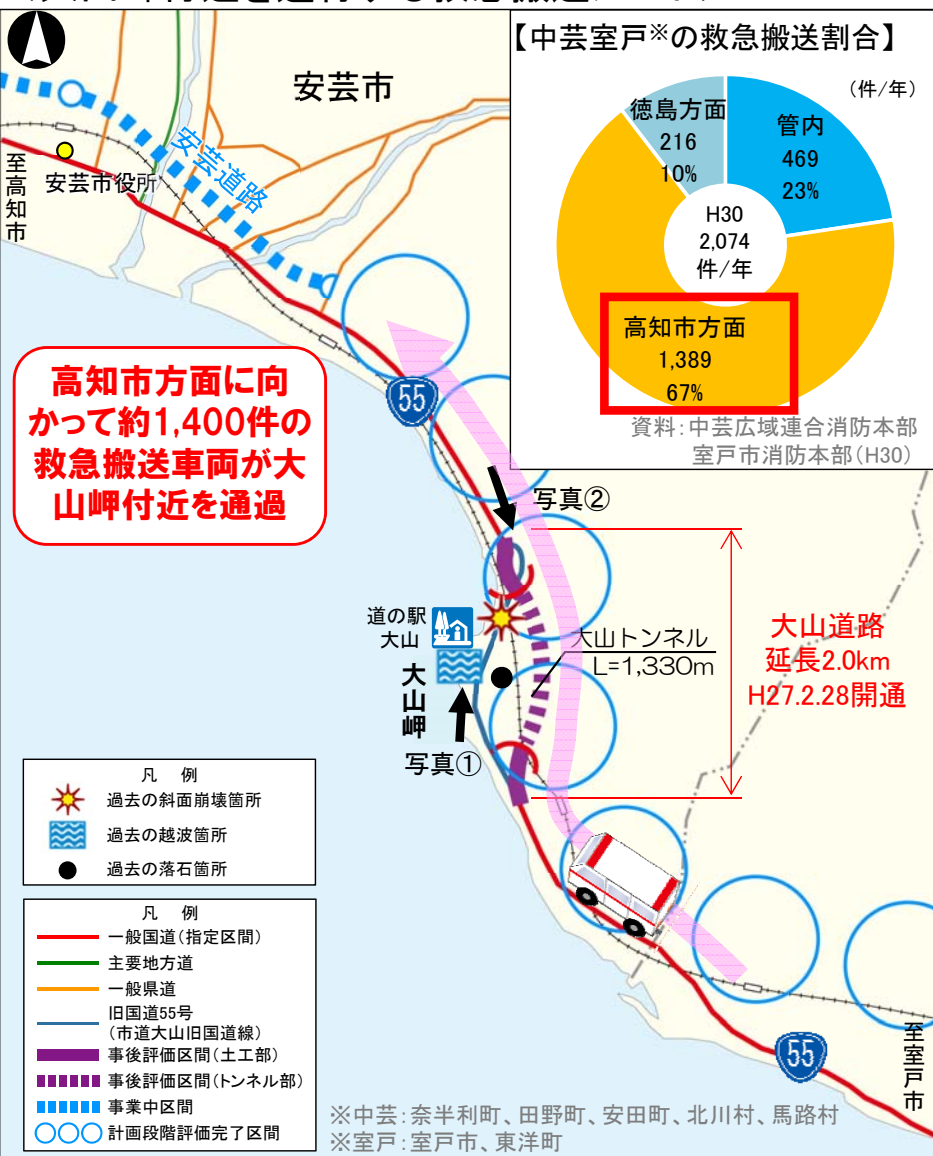 【中芸室戸※の救急搬送割合】
(件/年)
徳島方面
216
10%
管内
469
23%
H30
2,074
件/年
高知市方面
1,389
67%
資料:中芸広域連合消防本部
室戸市消防本部(H30)
安芸市
安芸道路
至高知市
安芸市役所
高知市方面に向
かって約1,400件の
救急搬送車両が大
山岬付近を通過
55
写真②
道の駅
大山
大山岬
写真①
大山トンネル
L=1,330m
大山道路
延長2.0km
H27.2.28開通
凡 例
過去の斜面崩壊箇所
過去の越波箇所
過去の落石箇所
凡 例
一般国道(指定区間)
主要地方道
一般県道
旧国道55号
(市道大山旧国道線)
事後評価区間(土工部)
事後評価区間(トンネル部)
事業中区間
計画段階評価完了区間
55
至室戸市
※中芸:奈半利町、田野町、安田町、北川村、馬路村
※室戸:室戸市、東洋町